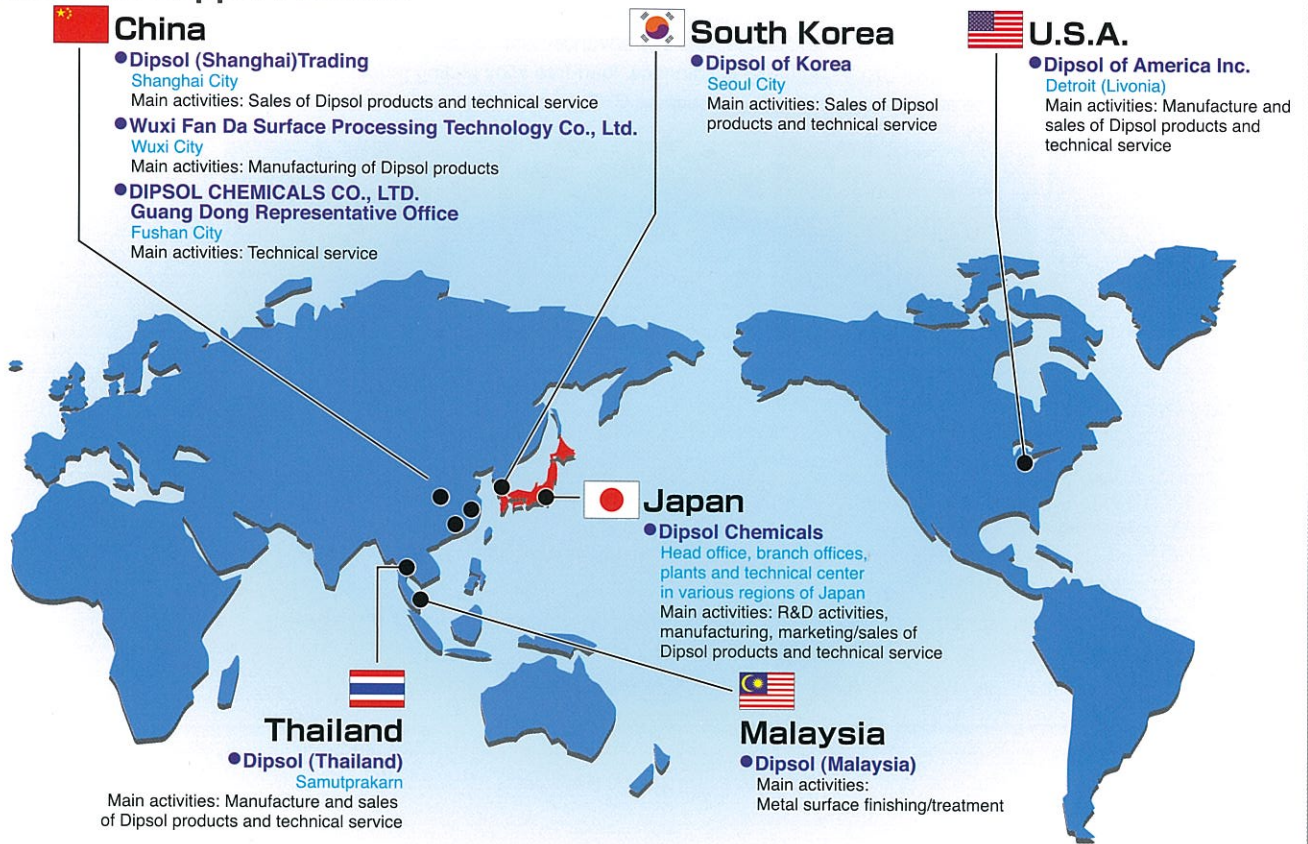 China
●Dipsol (Shanghai)Trading
Shanghai City
Main activities: Sales of Dipsol products and technical service
●Wuxi Fan Da Surface Processing Technology Co., Ltd.
Wuxi City
Main activities: Manufacturing of Dipsol products
●DIPSOL CHEMICALS CO., LTD.
Guang Dong Representative Office
Fushan City
Main activities: Technical service
South Korea
●Dipsol of Korea
Seoul City
Main activities: Sales of Dipsol
products and technical service
U.S.A.
●Dipsol of America Inc.
Detroit (Livonia)
Main activities: Manufacture and
sales of Dipsol products and
technical service
Japan
●Dipsol Chemicals
Head office, branch offices,
plants and technical center
in various regions of Japan
Main activities: R&D activities,
manufacturing, marketing/sales of
Dipsol products and technical service
Thailand
●Dipsol (Thailand)
Samutprakarn
Main activities: Manufacture and sales
of Dipsol products and technical service
Malaysia
●Dipsol (Malaysia)
Main activities:
Metal surface finishing/treatment